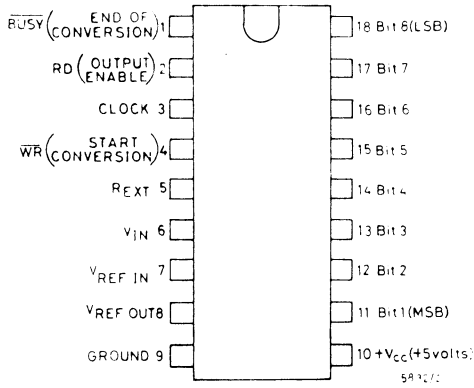 BUSY (END OF CONVERSION) 1
RD (OUTPUT ENABLE) 2
CLOCK 3
WR (START CONVERSION) 4
REXT 5
VIN 6
VREF IN 7
VREF OUT 8
GROUND 9
18 Bit 8(LSB)
17 Bit 7
16 Bit 6
15 Bit 5
14 Bit 4
13 Bit 3
12 Bit 2
11 Bit 1(MSB)
10 +VCC(+5volts)